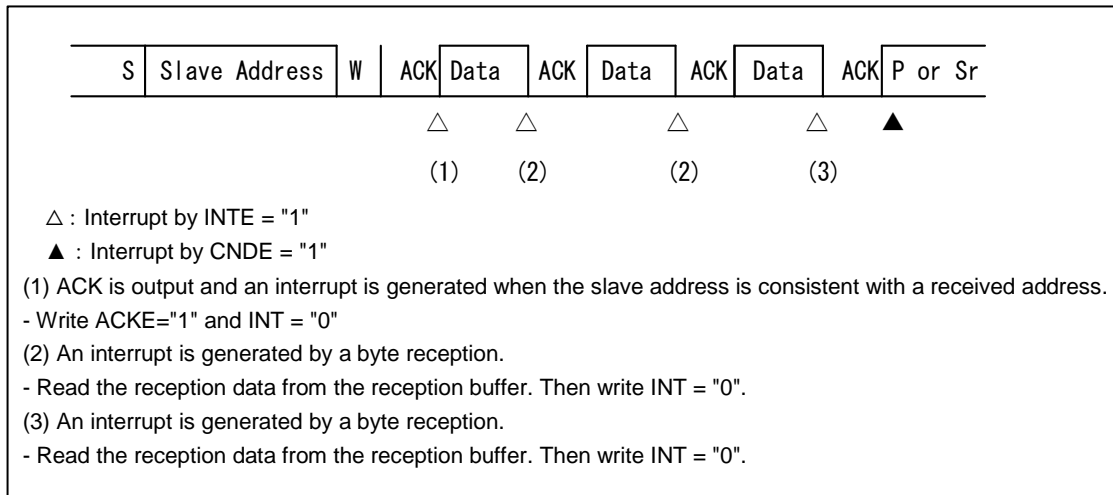 S Slave Address W ACK Data ACK Data ACK Data ACK P or Sr
△ △ △ △ ▲
(1) (2) (2) (3)
△ : Interrupt by INTE = "1"
▲ : Interrupt by CNDE = "1"
(1) ACK is output and an interrupt is generated when the slave address is consistent with a received address.
- Write ACKE="1" and INT = "0"
(2) An interrupt is generated by a byte reception.
- Read the reception data from the reception buffer. Then write INT = "0".
(3) An interrupt is generated by a byte reception.
- Read the reception data from the reception buffer. Then write INT = "0".